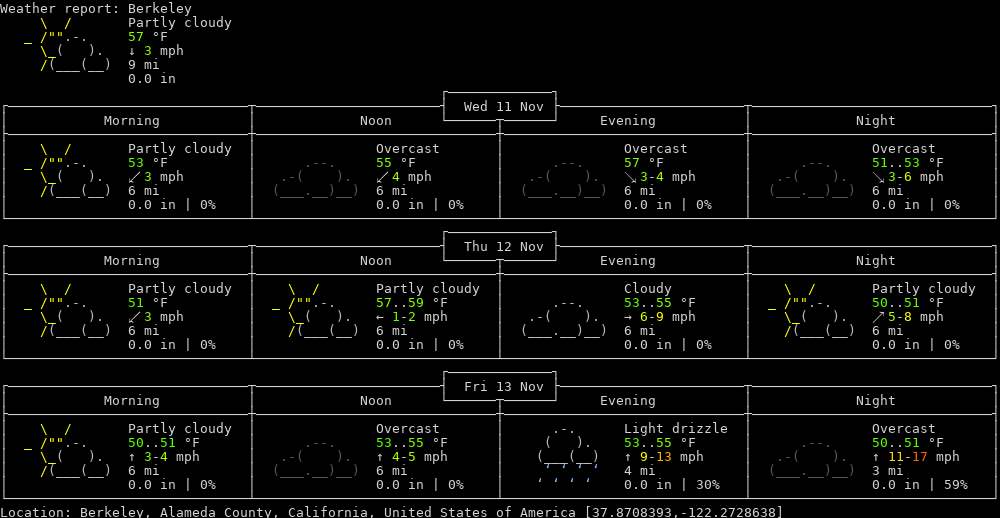 Weather report: Berkeley
Partly cloudy
57 °F
↓ 3 mph
9 mi
0.0 in
Wed 11 Nov
Morning Noon Evening Night
Partly cloudy Overcast Overcast Overcast
53 °F 55 °F 57 °F 51..53 °F
↙ 3 mph ↙ 4 mph ↘ 3-4 mph ↘ 3-6 mph
6 mi 6 mi 6 mi 6 mi
0.0 in | 0% 0.0 in | 0% 0.0 in | 0% 0.0 in | 0%
Thu 12 Nov
Morning Noon Evening Night
Partly cloudy Partly cloudy Cloudy Partly cloudy
51 °F 57..59 °F 53..55 °F 50..51 °F
↙ 3 mph ← 1-2 mph → 6-9 mph ↗ 5-8 mph
6 mi 6 mi 6 mi 6 mi
0.0 in | 0% 0.0 in | 0% 0.0 in | 0% 0.0 in | 0%
Fri 13 Nov
Morning Noon Evening Night
Partly cloudy Overcast Light drizzle Overcast
50..51 °F 53..55 °F 53..55 °F 50..51 °F
↑ 3-4 mph ↑ 4-5 mph ↑ 9-13 mph ↑ 11-17 mph
6 mi 6 mi 4 mi 3 mi
0.0 in | 0% 0.0 in | 0% 0.0 in | 30% 0.0 in | 59%
Location: Berkeley, Alameda County, California, United States of America [37.8708393,-122.2728638]